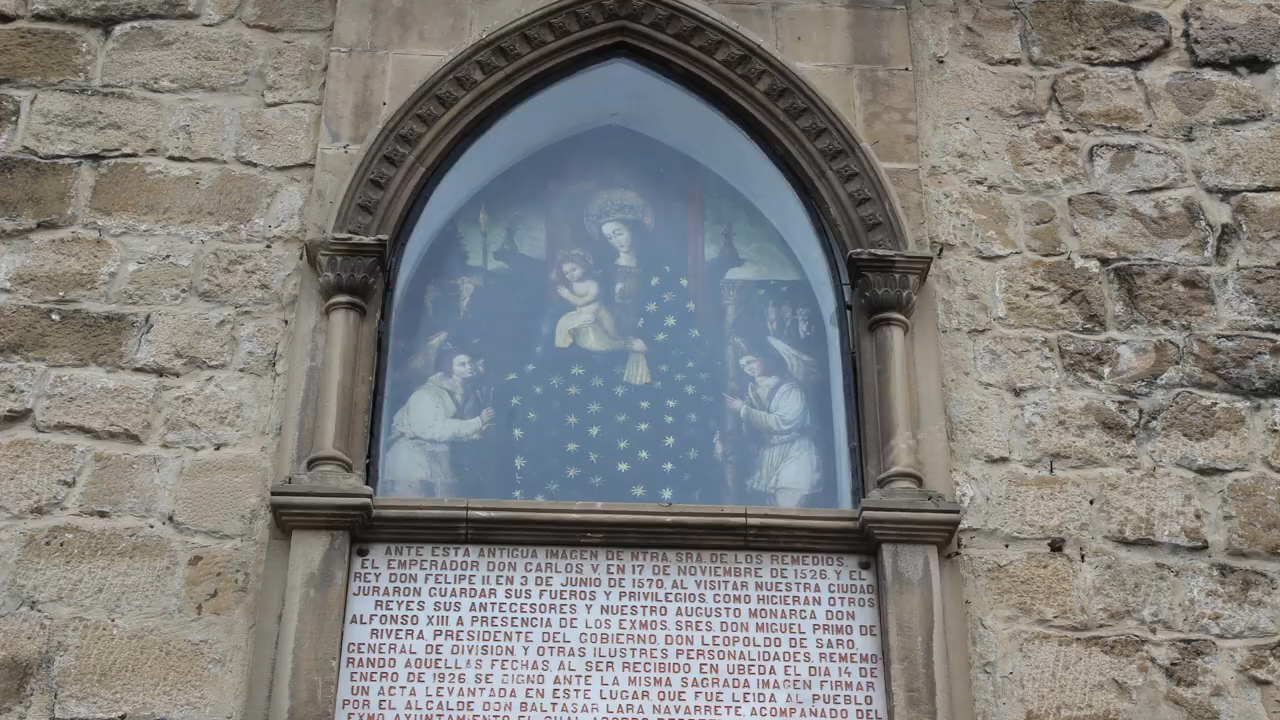 ANTE ESTA ANTIGUA IMAGEN DE NTRA. SRA. DE LOS REMEDIOS,
EL EMPERADOR DON CARLOS V, EN 17 DE NOVIEMBRE DE 1526, Y EL
REY DON FELIPE II, EN 3 DE JUNIO DE 1570, AL VISITAR NUESTRA CIUDAD
JURARON GUARDAR SUS FUEROS Y PRIVILEGIOS, COMO HICIERAN OTROS
REYES SUS ANTECESORES, Y NUESTRO AUGUSTO MONARCA DON
ALFONSO XIII A PRESENCIA DE LOS EXMOS. SRES. DON MIGUEL PRIMO DE
RIVERA, PRESIDENTE DEL GOBIERNO, DON LEOPOLDO DE SARO,
GENERAL DE DIVISION, Y OTRAS ILUSTRES PERSONALIDADES, REMEMO-
RANDO AQUELLAS FECHAS, AL SER RECIBIDO EN UBEDA EL DIA 14 DE
ENERO DE 1926 SE DIGNÓ ANTE LA MISMA SAGRADA IMAGEN FIRMAR
UN ACTA LEVANTADA EN ESTE LUGAR, QUE FUE LEIDA AL PUEBLO
POR EL ALCALDE DON BALTASAR LARA NAVARRETE, ACOMPAÑADO DEL
EXMO. AYUNTAMIENTO EL CUAL ACORDO